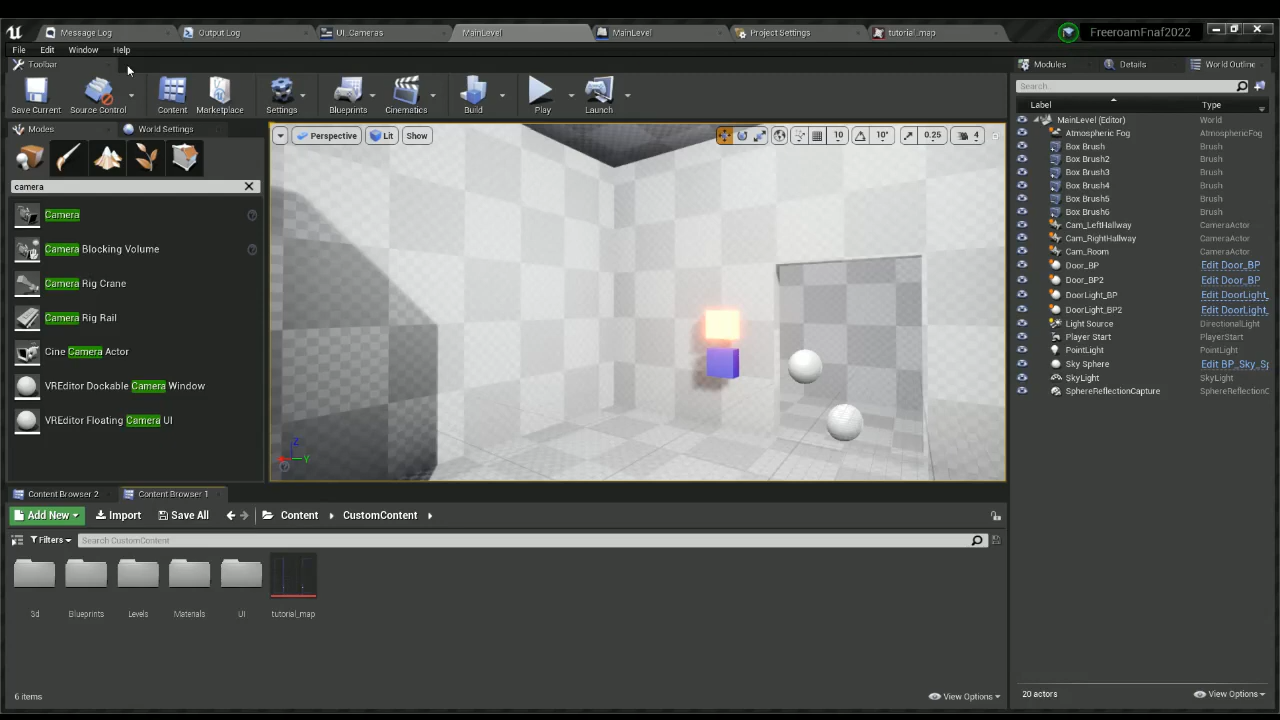 Message Log
Output Log
UI_Cameras
MainLevel
MainLevel
Project Settings
tutorial_map
FreeroamFnaf2022
File Edit Window Help
Toolbar
Modules
Details
World Outline
Save Current
Source Control
Content
Marketplace
Settings
Blueprints
Cinematics
Build
Play
Launch
Search...
Label
Type
Modes
World Settings
camera
Camera
Camera Blocking Volume
Camera Rig Crane
Camera Rig Rail
Cine Camera Actor
VREditor Dockable Camera Window
VREditor Floating Camera UI
Perspective
Lit
Show
10
10°
0.25
4
Z
Y
MainLevel (Editor) World
Atmospheric Fog AtmosphericFog
Box Brush Brush
Box Brush2 Brush
Box Brush3 Brush
Box Brush4 Brush
Box Brush5 Brush
Box Brush6 Brush
Cam_LeftHallway CameraActor
Cam_RightHallway CameraActor
Cam_Room CameraActor
Door_BP Edit Door_BP
Door_BP2 Edit Door_BP
DoorLight_BP Edit DoorLight_
DoorLight_BP2 Edit DoorLight_
Light Source DirectionalLight
Player Start PlayerStart
PointLight PointLight
Sky Sphere Edit BP_Sky_Sp
SkyLight SkyLight
SphereReflectionCapture SphereReflectionC
Content Browser 2
Content Browser 1
Add New
Import
Save All
Content
CustomContent
Filters
Search CustomContent
3d
Blueprints
Levels
Materials
UI
tutorial_map
6 items
View Options
20 actors
View Options